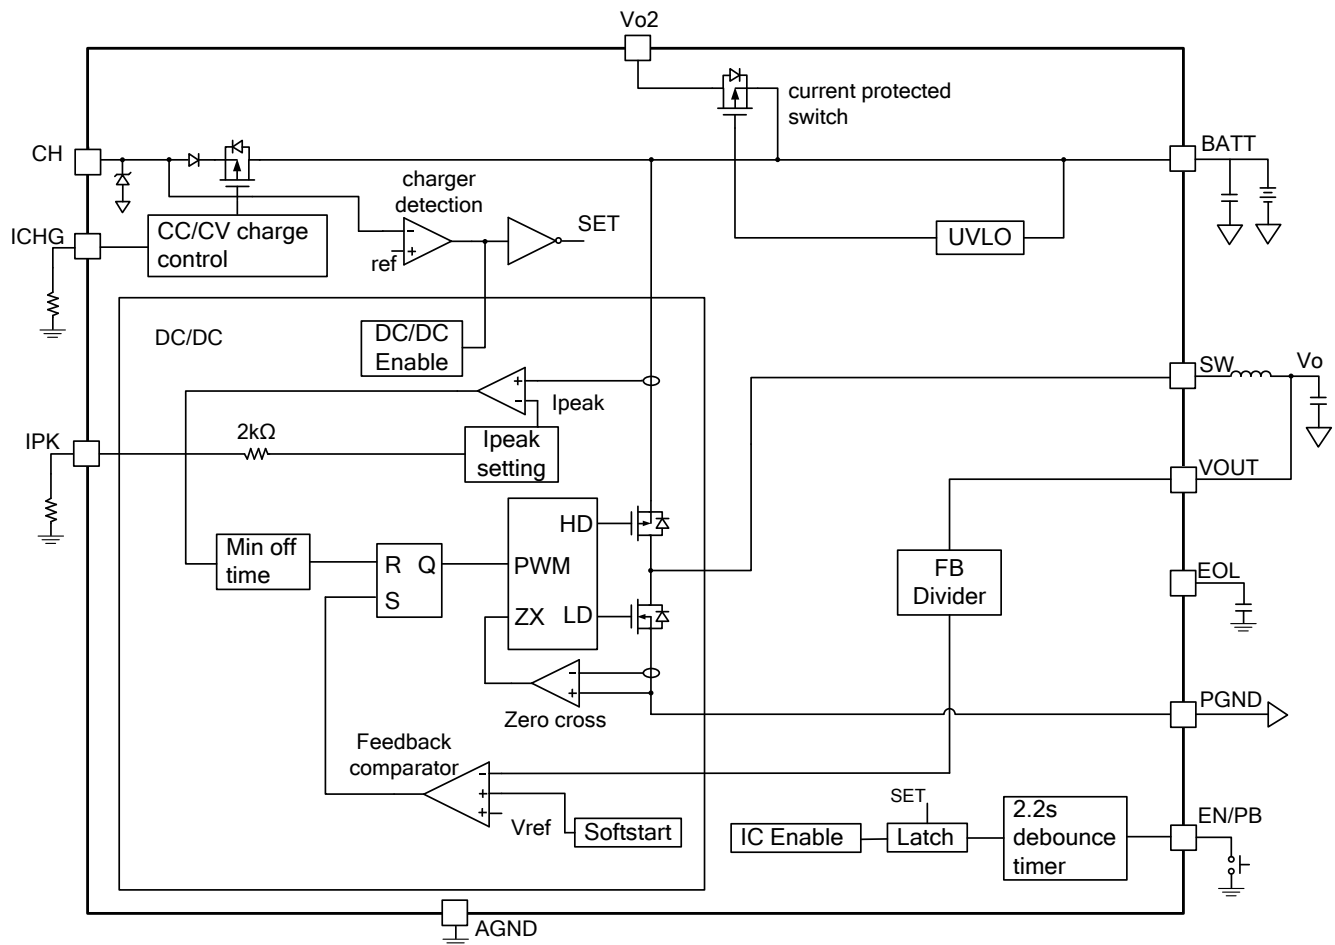 Vo2
current protected
switch
CH
BATT
charger
detection
SET
ICHG
CC/CV charge
control
-
+
ref
UVLO
DC/DC
DC/DC
Enable
SW
Vo
+
-
Ipeak
IPK
2kΩ
Ipeak
setting
VOUT
HD
Min off
time
R Q
S
PWM
ZX
LD
FB
Divider
EOL
-
+
Zero cross
PGND
Feedback
comparator
-
+
+
Vref
Softstart
SET
IC Enable
Latch
2.2s
debounce
timer
EN/PB
AGND